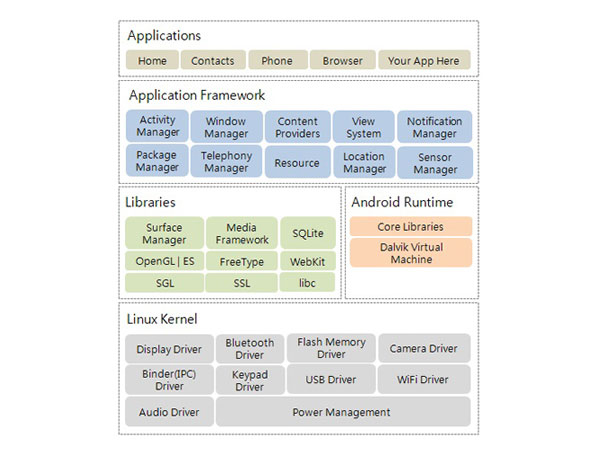 Applications
Home
Contacts
Phone
Browser
Your App Here
Application Framework
Activity
Manager
Window
Manager
Content
Providers
View
System
Notification
Manager
Package
Manager
Telephony
Manager
Resource
Location
Manager
Sensor
Manager
Libraries
Surface
Manager
Media
Framework
SQLite
OpenGL | ES
FreeType
WebKit
SGL
SSL
libc
Android Runtime
Core Libraries
Dalvik Virtual
Machine
Linux Kernel
Display Driver
Bluetooth
Driver
Flash Memory
Driver
Camera Driver
Binder(IPC)
Driver
Keypad
Driver
USB Driver
WiFi Driver
Audio Driver
Power Management